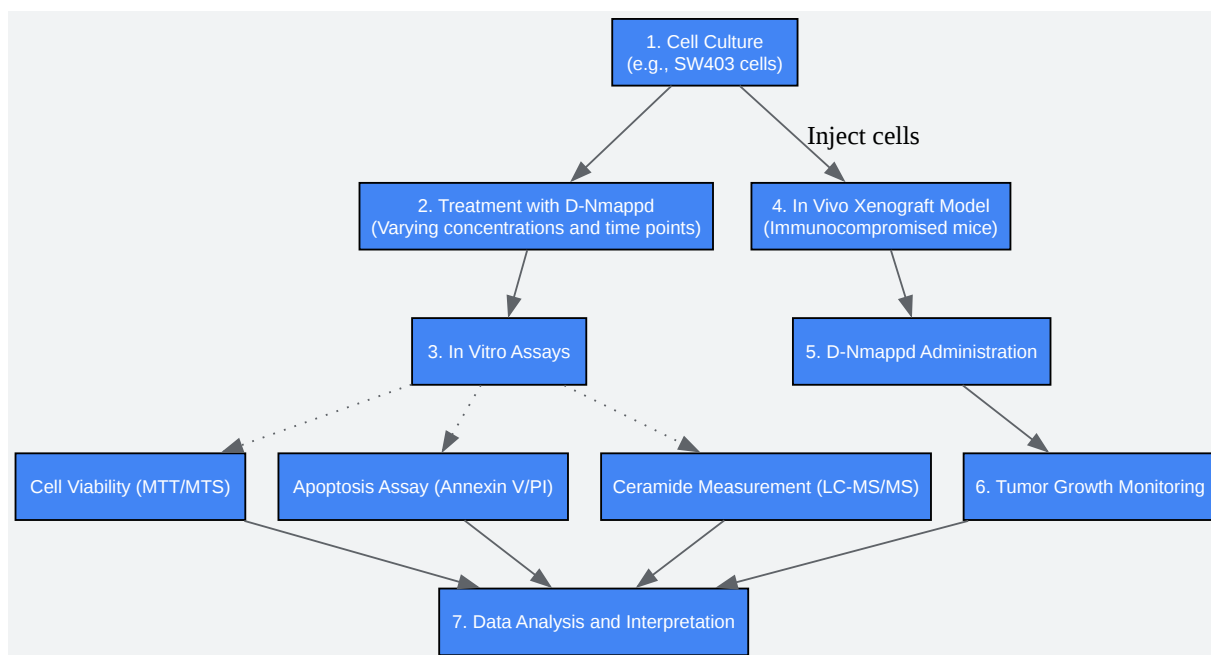 1. Cell Culture
(e.g., SW403 cells)
Inject cells
2. Treatment with D-Nmappd
(Varying concentrations and time points)
4. In Vivo Xenograft Model
(Immunocompromised mice)
3. In Vitro Assays
5. D-Nmappd Administration
Cell Viability (MTT/MTS)
Apoptosis Assay (Annexin V/PI)
Ceramide Measurement (LC-MS/MS)
6. Tumor Growth Monitoring
7. Data Analysis and Interpretation